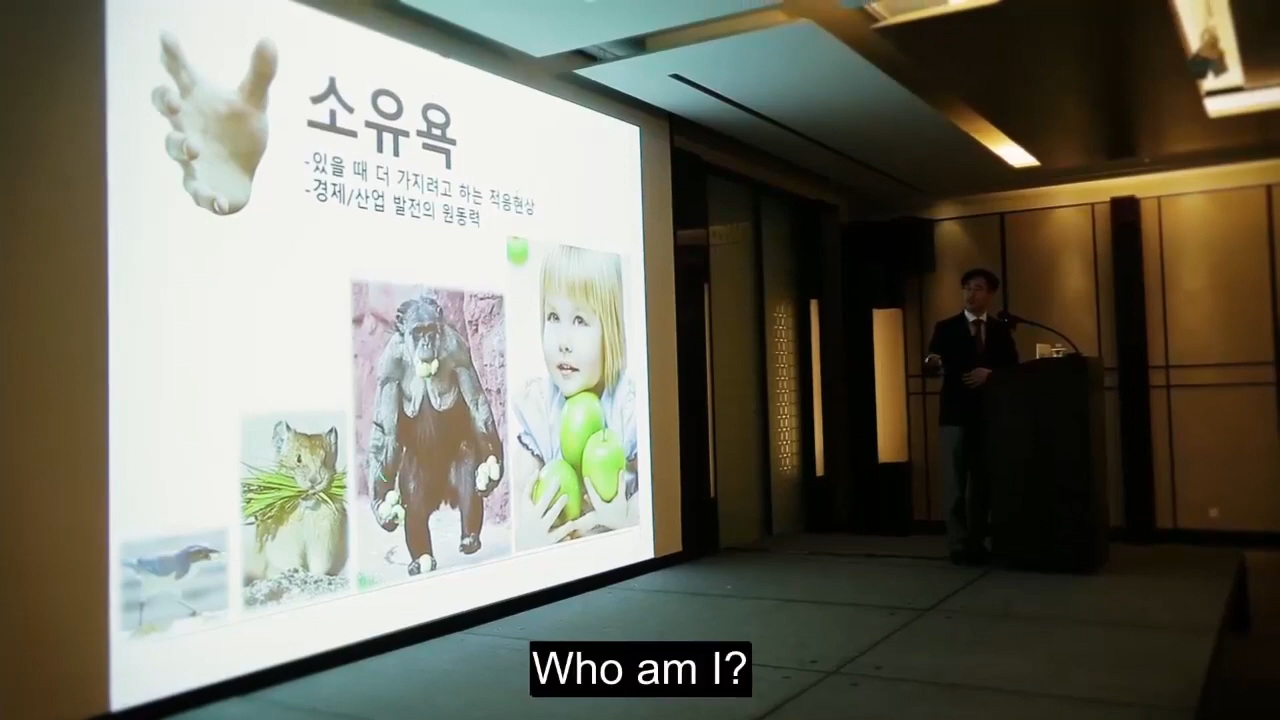 소유욕
-있을 때 더 가지려고 하는 적응현상
-경제/산업 발전의 원동력
Who am I?